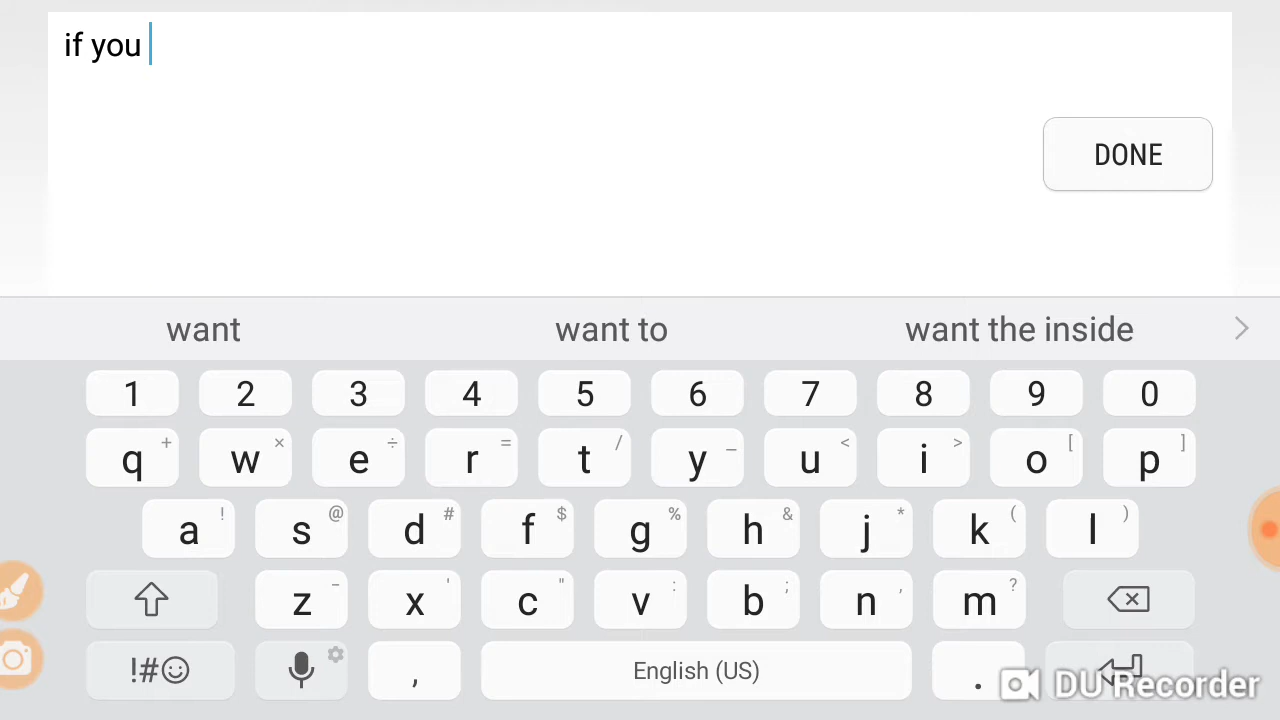 if you
DONE
want want to want the inside
1 2 3 4 5 6 7 8 9 0
q + w × e ÷ r = t / y _ u < i > o [ p ]
a ! s @ d # f $ g % h & j * k ( l )
z - x ' c " v : b ; n , m ?
!#☺ , English (US) .
DU Recorder